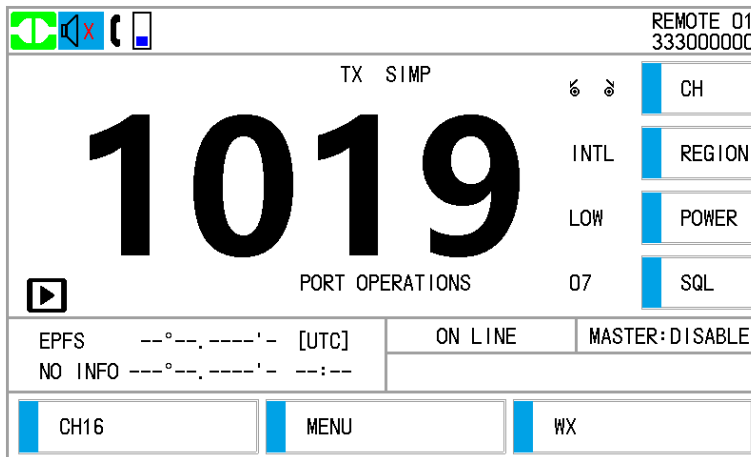 REMOTE 01
333000000
TX SIMP
CH
1019
INTL
REGION
LOW
POWER
PORT OPERATIONS
07
SQL
EPFS --°--.----'- [UTC]
NO INFO ---°--.----'- --:--
ON LINE
MASTER:DISABLE
CH16
MENU
WX